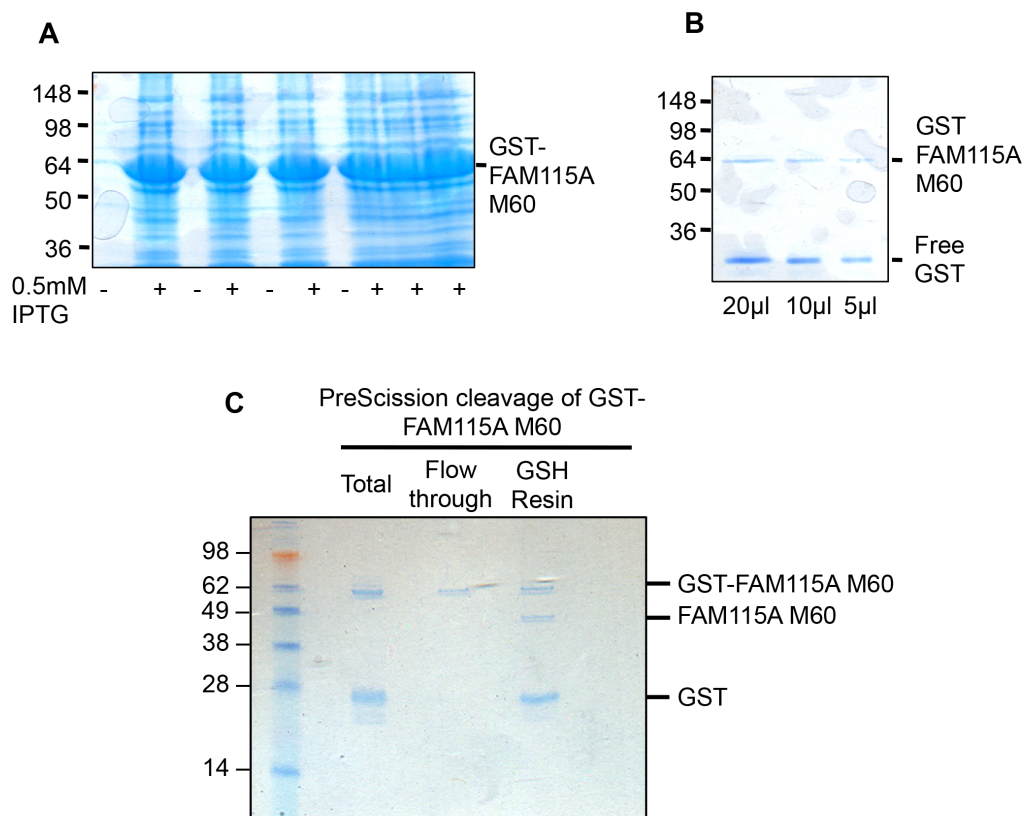 A
148
98
64
50
36
GST-
FAM115A
M60
0.5mM
IPTG
- + - + - + - + + +
B
148
98
64
50
36
GST
FAM115A
M60
Free
GST
20µl 10µl 5µl
C
PreScission cleavage of GST-
FAM115A M60
Total
Flow
through
GSH
Resin
98
62
49
38
28
14
GST-FAM115A M60
FAM115A M60
GST